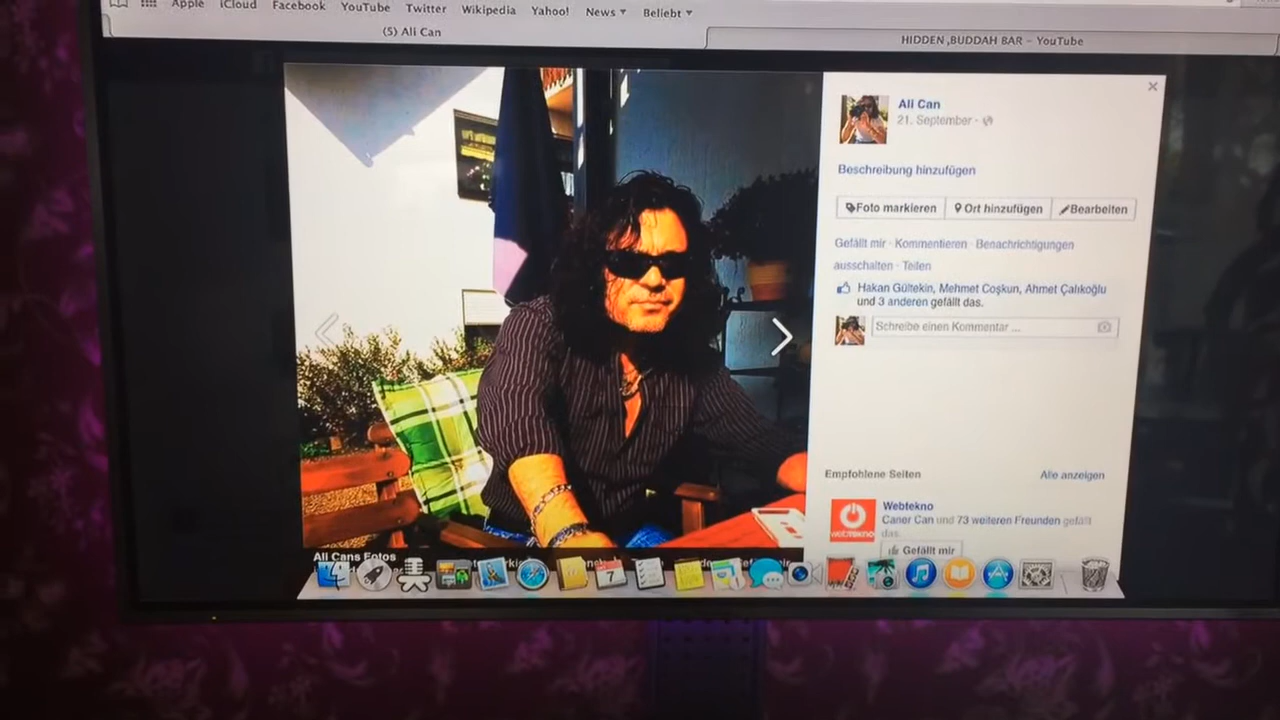 Apple iCloud Facebook YouTube Twitter Wikipedia Yahoo! News ▾ Beliebt ▾
(5) Ali Can
HIDDEN ,BUDDAH BAR – YouTube
Ali Can
21. September ·
Beschreibung hinzufügen
Foto markieren
Ort hinzufügen
Bearbeiten
Gefällt mir · Kommentieren · Benachrichtigungen
ausschalten · Teilen
Hakan Gültekin, Mehmet Coşkun, Ahmet Çalıkoğlu
und 3 anderen gefällt das.
Schreibe einen Kommentar ...
Empfohlene Seiten
Alle anzeigen
Webtekno
Caner Can und 73 weiteren Freunden gefällt
das.
WEBTEKNO
Gefällt mir
Ali Cans Fotos
7